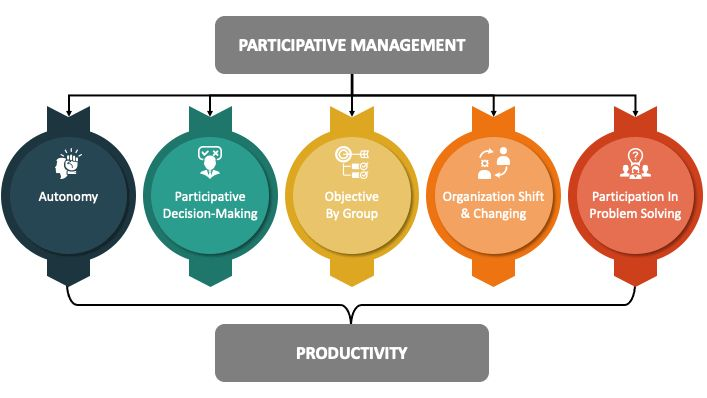 PARTICIPATIVE MANAGEMENT
Autonomy
Participative
Decision-Making
Objective
By Group
Organization Shift
& Changing
Participation In
Problem Solving
PRODUCTIVITY